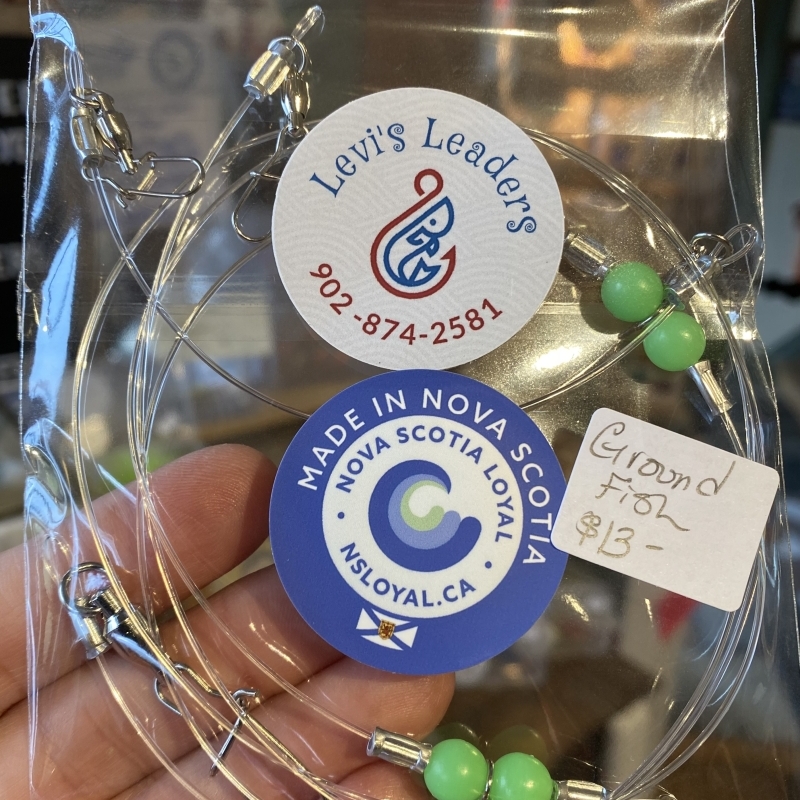 Levi's Leaders
902-874-2581
MADE IN NOVA SCOTIA
NOVA SCOTIA LOYAL
• NSLOYAL.CA •
Ground
Fish
$13-